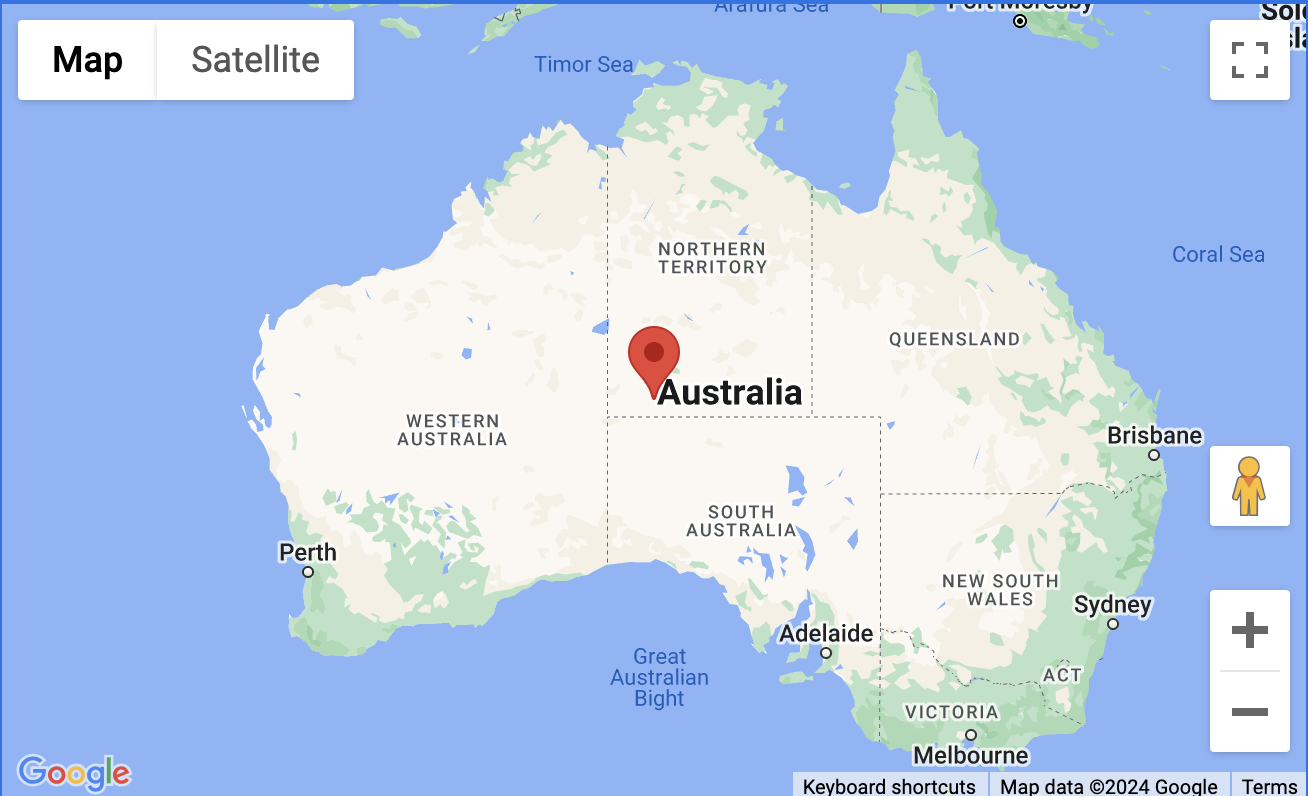 Arafura Sea
Port Moresby
Map
Satellite
Timor Sea
Coral Sea
NORTHERN
TERRITORY
QUEENSLAND
Australia
WESTERN
AUSTRALIA
Brisbane
SOUTH
AUSTRALIA
Perth
NEW SOUTH
WALES
Sydney
Adelaide
Great
Australian
Bight
ACT
VICTORIA
Melbourne
Google
Keyboard shortcuts
Map data ©2024 Google
Terms